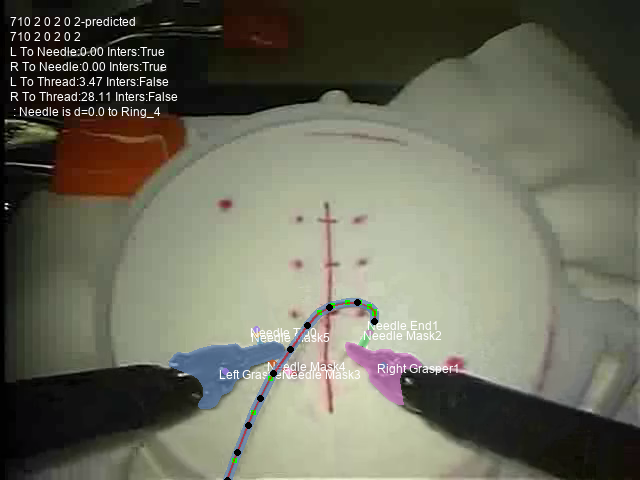 710 2 0 2 0 2-predicted
710 2 0 2 0 2
L To Needle:0.00 Inters:True
R To Needle:0.00 Inters:True
L To Thread:3.47 Inters:False
R To Thread:28.11 Inters:False
: Needle is d=0.0 to Ring_4
Needle End1
Needle Mask2
Needle Mask4
Right Grasper1
Needle Mask3